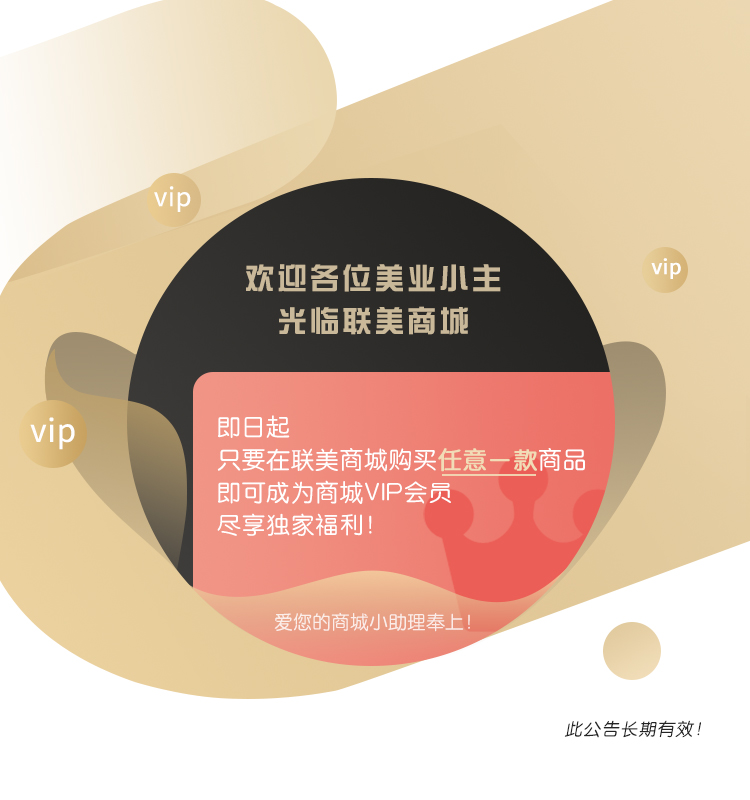 vip
vip
欢迎各位美业小主
光临联美商城
vip
即日起
只要在联美商城购买任意一款商品
即可成为商城VIP会员
尽享独家福利!
爱您的商城小助理奉上!
此公告长期有效!